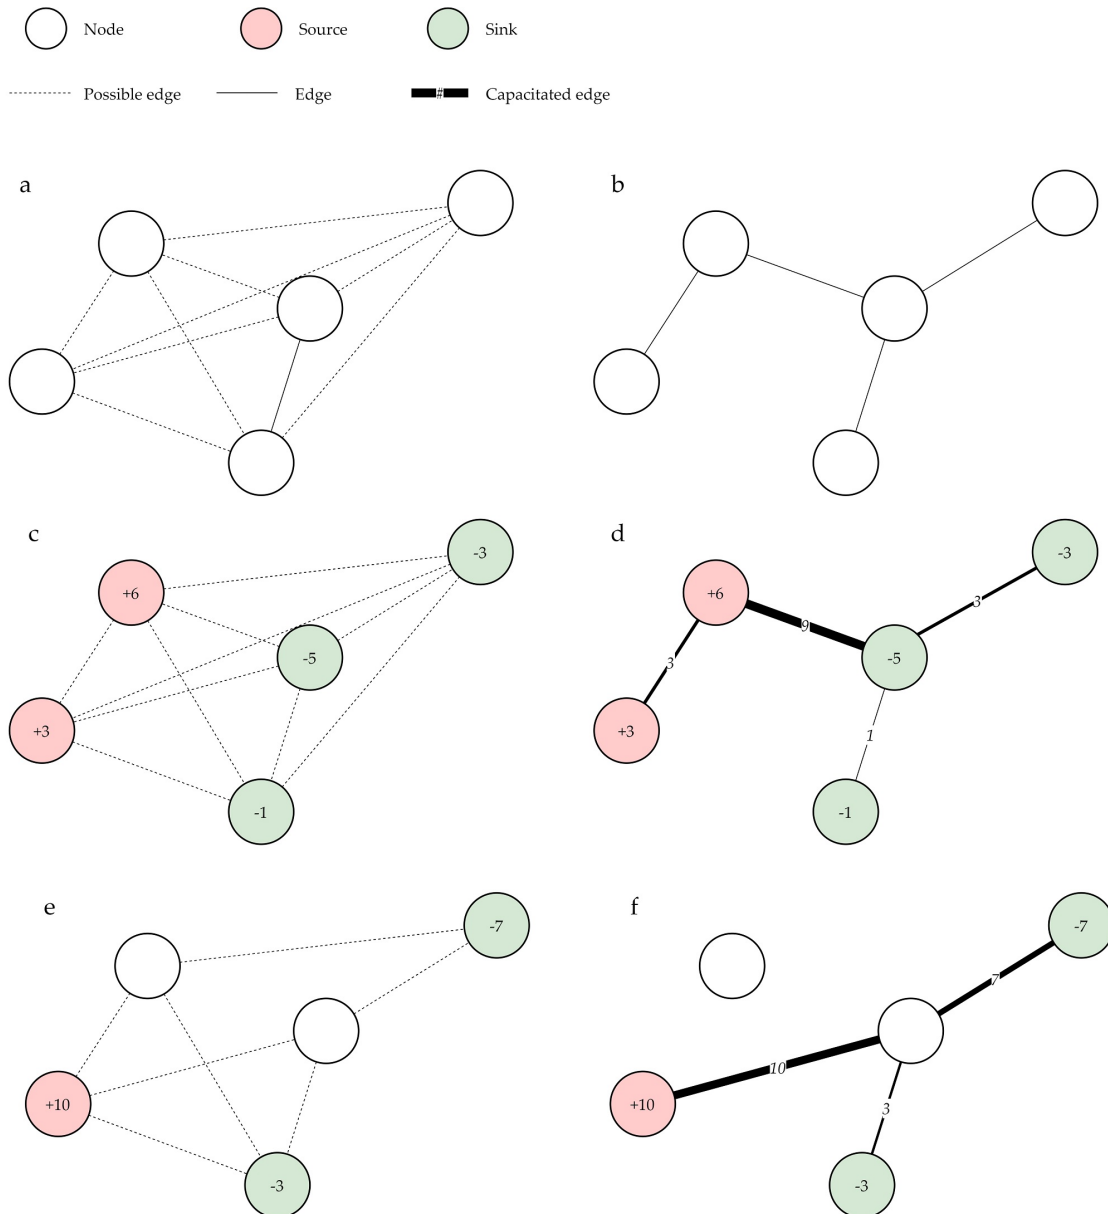 Node Source Sink
Possible edge Edge # Capacitated edge
a b
c d
-3 -3
+6 +6
3
9
-5 -5
+3 3 +3
1
-1 -1
e f
-7 -7
7
10
+10 +10
3
-3 -3